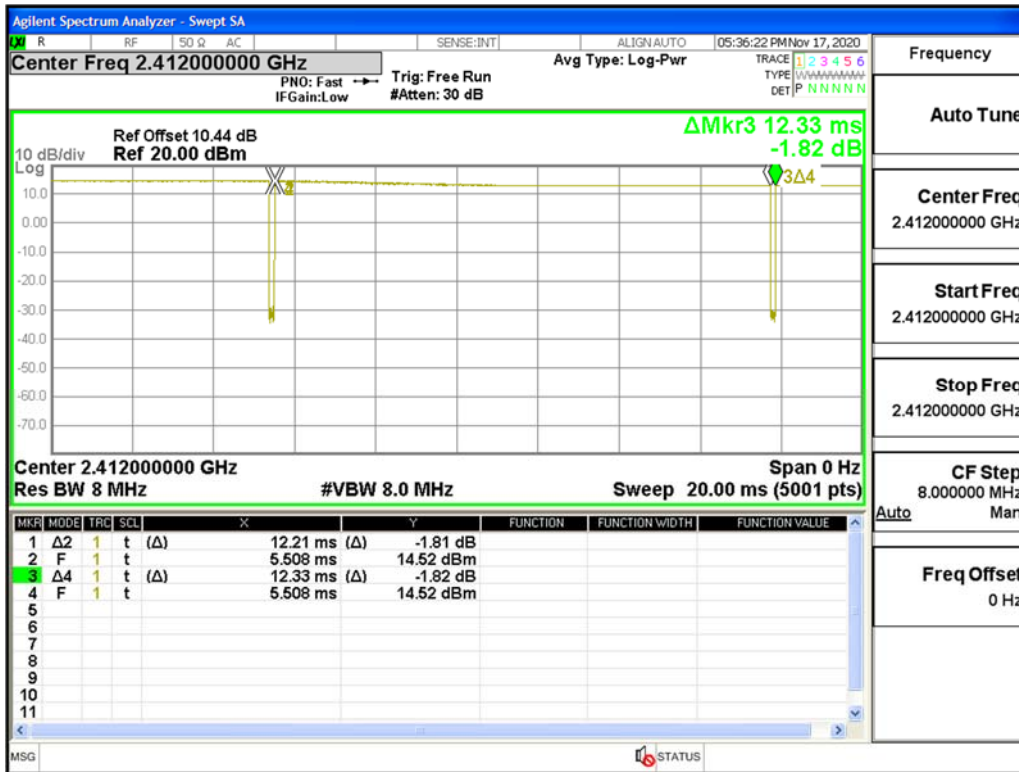 Agilent Spectrum Analyzer - Swept SA
LXI R RF 50 Ω AC SENSE:INT ALIGN AUTO 05:36:22 PM Nov 17, 2020
Center Freq 2.412000000 GHz
PNO: Fast
IFGain:Low
Trig: Free Run
#Atten: 30 dB
Avg Type: Log-Pwr
TRACE 1 2 3 4 5 6
TYPE
DET P N N N N N
ΔMkr3 12.33 ms
-1.82 dB
Ref Offset 10.44 dB
Ref 20.00 dBm
10 dB/div
Log
3Δ4
10.0
0.00
-10.0
-20.0
-30.0
-40.0
-50.0
-60.0
-70.0
Center 2.412000000 GHz Span 0 Hz
Res BW 8 MHz #VBW 8.0 MHz Sweep 20.00 ms (5001 pts)
MKR MODE TRC SCL X Y FUNCTION FUNCTION WIDTH FUNCTION VALUE
1 Δ2 1 t (Δ) 12.21 ms (Δ) -1.81 dB
2 F 1 t 5.508 ms 14.52 dBm
3 Δ4 1 t (Δ) 12.33 ms (Δ) -1.82 dB
4 F 1 t 5.508 ms 14.52 dBm
5
6
7
8
9
10
11
MSG STATUS
Frequency
Auto Tune
Center Freq
2.412000000 GHz
Start Freq
2.412000000 GHz
Stop Freq
2.412000000 GHz
CF Step
8.000000 MHz
Auto Man
Freq Offset
0 Hz